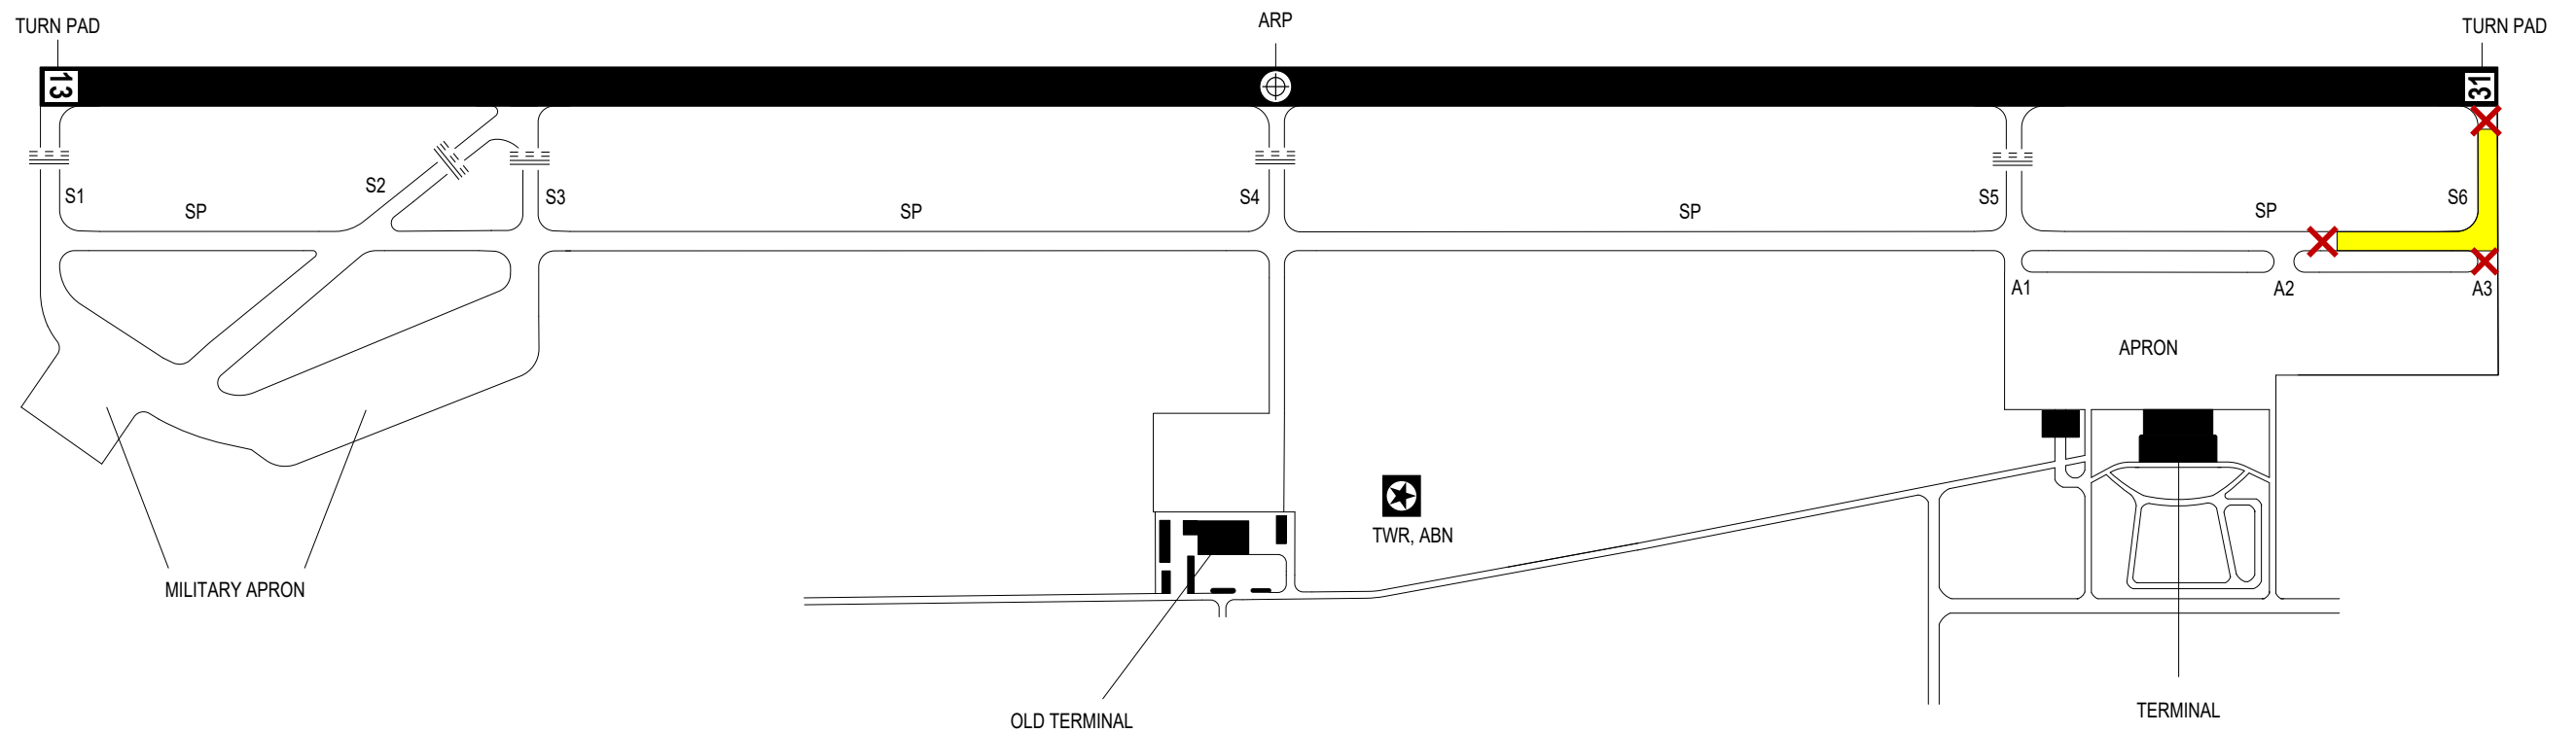 TURN PAD
ARP
TURN PAD
13
31
S1
S2
S3
S4
S5
S6
SP
SP
SP
SP
A1
A2
A3
APRON
TWR, ABN
MILITARY APRON
OLD TERMINAL
TERMINAL